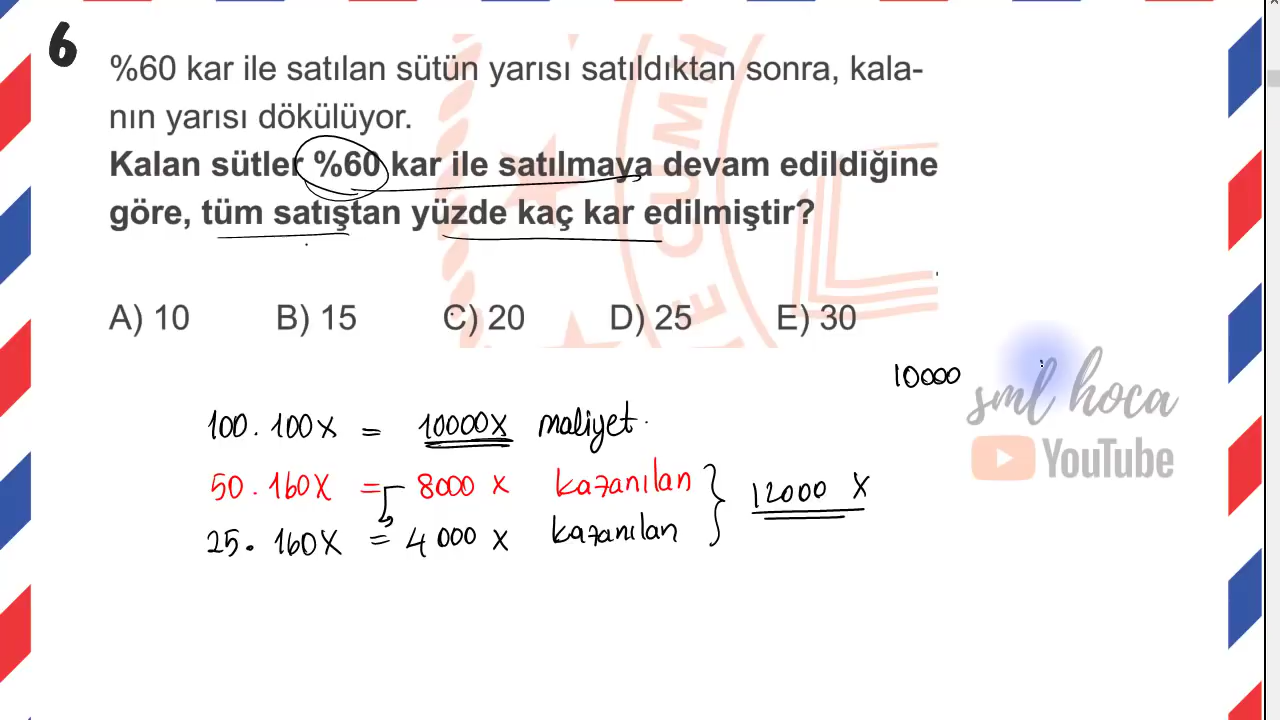 6
%60 kar ile satılan sütün yarısı satıldıktan sonra, kala-
nın yarısı dökülüyor.
Kalan sütler %60 kar ile satılmaya devam edildiğine
göre, tüm satıştan yüzde kaç kar edilmiştir?
A) 10 B) 15 C) 20 D) 25 E) 30
10000
sml hoca
YouTube
100 . 100x = 10000x maliyet.
50 . 160x = 8000 x kazanılan
12000 x
25 . 160x = 4000 x kazanılan